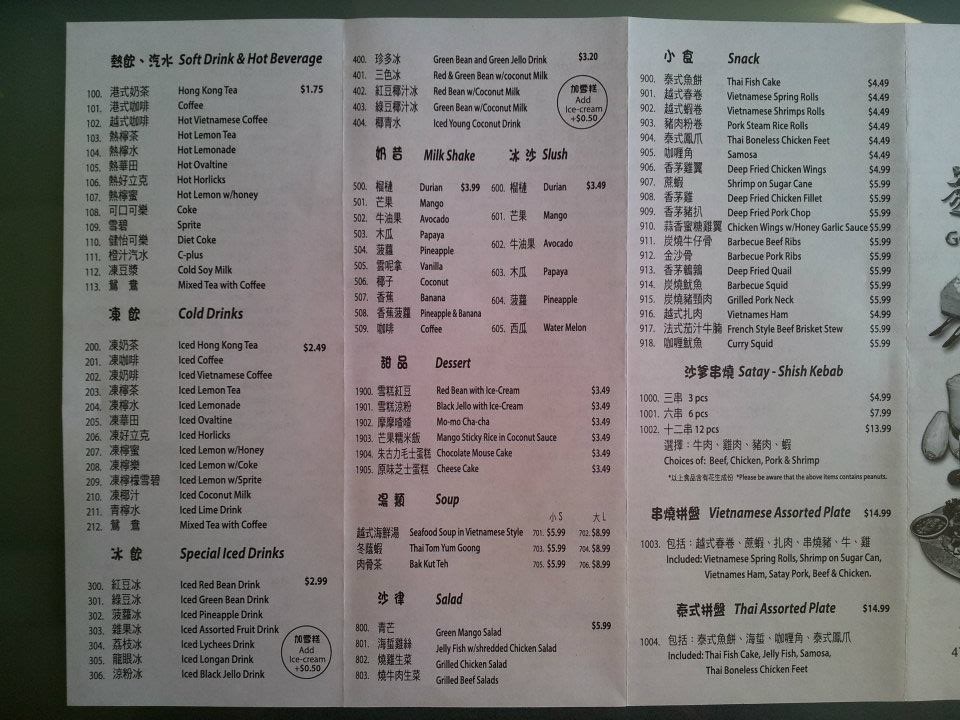 熱飲、汽水 Soft Drink & Hot Beverage
100. 港式奶茶 Hong Kong Tea $1.75
101. 港式咖啡 Coffee
102. 越式咖啡 Hot Vietnamese Coffee
103. 熱檸茶 Hot Lemon Tea
104. 熱檸水 Hot Lemonade
105. 熱華田 Hot Ovaltine
106. 熱好立克 Hot Horlicks
107. 熱檸蜜 Hot Lemon w/honey
108. 可口可樂 Coke
109. 雪碧 Sprite
110. 健怡可樂 Diet Coke
111. 橙汁汽水 C-plus
112. 凍豆漿 Cold Soy Milk
113. 鴛 鴦 Mixed Tea with Coffee
凍 飲 Cold Drinks
200. 凍奶茶 Iced Hong Kong Tea $2.49
201. 凍咖啡 Iced Coffee
202. 凍奶啡 Iced Vietnamese Coffee
203. 凍檸茶 Iced Lemon Tea
204. 凍檸水 Iced Lemonade
205. 凍華田 Iced Ovaltine
206. 凍好立克 Iced Horlicks
207. 凍檸蜜 Iced Lemon w/Honey
208. 凍檸樂 Iced Lemon w/Coke
209. 凍檸檬雪碧 Iced Lemon w/Sprite
210. 凍椰汁 Iced Coconut Milk
211. 青檸水 Iced Lime Drink
212. 鴛 鴦 Mixed Tea with Coffee
冰 飲 Special Iced Drinks
300. 紅豆冰 Iced Red Bean Drink $2.99
301. 綠豆冰 Iced Green Bean Drink
302. 菠蘿冰 Iced Pineapple Drink
303. 雜果冰 Iced Assorted Fruit Drink
304. 荔枝冰 Iced Lychees Drink
305. 龍眼冰 Iced Longan Drink
306. 涼粉冰 Iced Black Jello Drink
加雪糕
Add
Ice-cream
+$0.50
400. 珍多冰 Green Bean and Green Jello Drink $3.20
401. 三色冰 Red & Green Bean w/coconut Milk
402. 紅豆椰汁冰 Red Bean w/Coconut Milk
403. 綠豆椰汁冰 Green Bean w/Coconut Milk
404. 椰青水 Iced Young Coconut Drink
加雪糕
Add
Ice-cream
+$0.50
奶 昔 Milk Shake
500. 榴槤 Durian $3.99
501. 芒果 Mango
502. 牛油果 Avocado
503. 木瓜 Papaya
504. 菠蘿 Pineapple
505. 雲呢拿 Vanilla
506. 椰子 Coconut
507. 香蕉 Banana
508. 香蕉菠蘿 Pineapple & Banana
509. 咖啡 Coffee
冰 沙 Slush
600. 榴槤 Durian $3.49
601. 芒果 Mango
602. 牛油果 Avocado
603. 木瓜 Papaya
604. 菠蘿 Pineapple
605. 西瓜 Water Melon
甜 品 Dessert
1900. 雪糕紅豆 Red Bean with Ice-Cream $3.49
1901. 雪糕涼粉 Black Jello with Ice-Cream $3.49
1902. 摩摩喳喳 Mo-mo Cha-cha $3.49
1903. 芒果糯米飯 Mango Sticky Rice in Coconut Sauce $3.49
1904. 朱古力毛士蛋糕 Chocolate Mouse Cake $3.49
1905. 原味芝士蛋糕 Cheese Cake $3.49
湯 類 Soup
小 S 大 L
越式海鮮湯 Seafood Soup in Vietnamese Style 701. $5.99 702. $8.99
冬蔭蝦 Thai Tom Yum Goong 703. $5.99 704. $8.99
肉骨茶 Bak Kut Teh 705. $5.99 706. $8.99
沙 律 Salad
800. 青芒 Green Mango Salad $5.99
801. 海蜇雞絲 Jelly Fish w/shredded Chicken Salad
802. 燒雞生菜 Grilled Chicken Salad
803. 燒牛肉生菜 Grilled Beef Salads
小 食 Snack
900. 泰式魚餅 Thai Fish Cake $4.49
901. 越式春卷 Vietnamese Spring Rolls $4.49
902. 越式蝦卷 Vietnamese Shrimps Rolls $4.49
903. 豬肉粉卷 Pork Steam Rice Rolls $4.49
904. 泰式鳳爪 Thai Boneless Chicken Feet $4.49
905. 咖喱角 Samosa $4.49
906. 香茅雞翼 Deep Fried Chicken Wings $4.99
907. 蔗蝦 Shrimp on Sugar Cane $5.99
908. 香茅雞 Deep Fried Chicken Fillet $5.99
909. 香茅豬扒 Deep Fried Pork Chop $5.99
910. 蒜香蜜糖雞翼 Chicken Wings w/Honey Garlic Sauce $5.99
911. 炭燒牛仔骨 Barbecue Beef Ribs $5.99
912. 金沙骨 Barbecue Pork Ribs $5.99
913. 香茅鵪鶉 Deep Fried Quail $5.99
914. 炭燒魷魚 Barbecue Squid $5.99
915. 炭燒豬頸肉 Grilled Pork Neck $5.99
916. 越式扎肉 Vietnames Ham $4.99
917. 法式茄汁牛腩 French Style Beef Brisket Stew $5.99
918. 咖喱魷魚 Curry Squid $5.99
沙爹串燒 Satay - Shish Kebab
1000. 三串 3 pcs $4.99
1001. 六串 6 pcs $7.99
1002. 十二串 12 pcs $13.99
選擇：牛肉、雞肉、豬肉、蝦
Choices of: Beef, Chicken, Pork & Shrimp
*以上食品含有花生成份 *Please be aware that the above items contains peanuts.
串燒拼盤 Vietnamese Assorted Plate $14.99
1003. 包括：越式春卷、蔗蝦、扎肉、串燒豬、牛、雞
Included: Vietnamese Spring Rolls, Shrimp on Sugar Can,
Vietnames Ham, Satay Pork, Beef & Chicken.
泰式拼盤 Thai Assorted Plate $14.99
1004. 包括：泰式魚餅、海蜇、咖喱角、泰式鳳爪
Included: Thai Fish Cake, Jelly Fish, Samosa,
Thai Boneless Chicken Feet